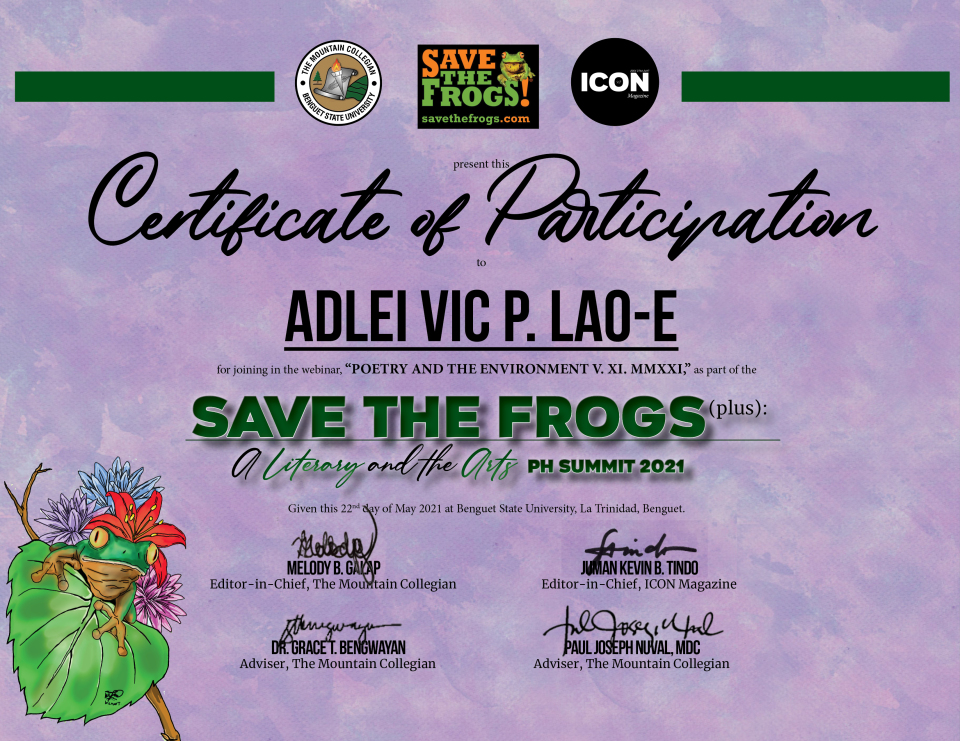 THE MOUNTAIN COLLEGIAN
BENGUET STATE UNIVERSITY
SAVE
THE
FROGS!
savethefrogs.com
ICON
Magazine
present this
Certificate of Participation
to
ADLEI VIC P. LAO-E
for joining in the webinar, “POETRY AND THE ENVIRONMENT V. XI. MMXXI,” as part of the
SAVE THE FROGS (plus):
A Literary and the Arts PH SUMMIT 2021
Given this 22nd day of May 2021 at Benguet State University, La Trinidad, Benguet.
MELODY B. GAYAP
Editor-in-Chief, The Mountain Collegian
JUMAN KEVIN B. TINDO
Editor-in-Chief, ICON Magazine
DR. GRACE T. BENGWAYAN
Adviser, The Mountain Collegian
PAUL JOSEPH NUVAL, MDC
Adviser, The Mountain Collegian